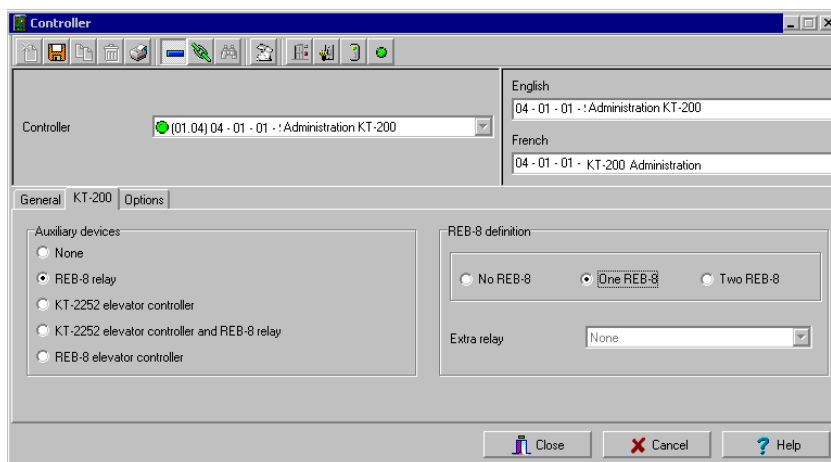 Controller
English
04 - 01 - 01 - : Administration KT-200
Controller
(01.04) 04 - 01 - 01 - : Administration KT-200
French
04 - 01 - 01 - KT-200 Administration
General KT-200 Options
Auxiliary devices
None
REB-8 relay
KT-2252 elevator controller
KT-2252 elevator controller and REB-8 relay
REB-8 elevator controller
REB-8 definition
No REB-8 One REB-8 Two REB-8
Extra relay None
Close Cancel Help